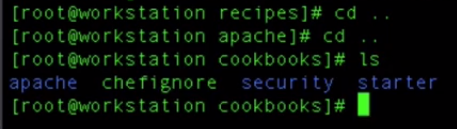 [root@workstation recipes]# cd ..
[root@workstation apache]# cd ..
[root@workstation cookbooks]# ls
apache  chefignore  security  starter
[root@workstation cookbooks]#